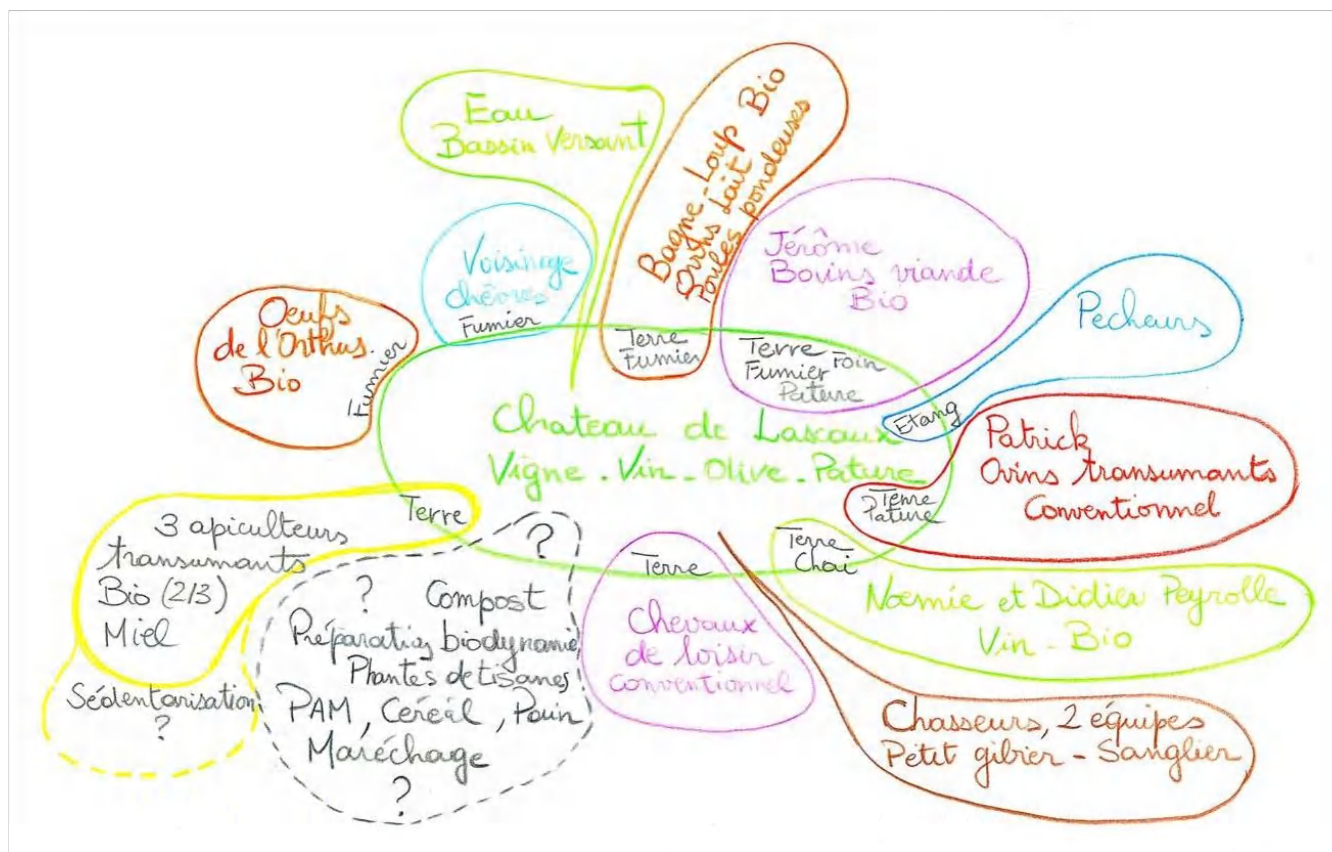 Eau
Bassin Versant
Bagne-Loup Bio
Ovins Lait
Poules pondeuses
Terre
Fumier
Jérôme
Bovins viande
Bio
Terre Foin
Fumier
Pature
Voisinage
chèvres
Fumier
Oeufs
de l'Orthus
Bio
Fumier
Pecheurs
Etang
Chateau de Lascaux
Vigne . Vin - Olive - Pature
Patrick
Ovins transumants
Conventionnel
Terre
Pature
3 apiculteurs
transumants
Bio (2/3)
Miel
Terre
Sédentarisation
?
?
? Compost
Préparation biodynamie
Plantes de tisanes
PAM, Céréal, Pain
Maréchage
?
Terre
Chevaux
de loisir
conventionnel
Terre
Chai
Noemie et Didier Peyrolle
Vin - Bio
Chasseurs, 2 équipes
Petit gibier - Sanglier